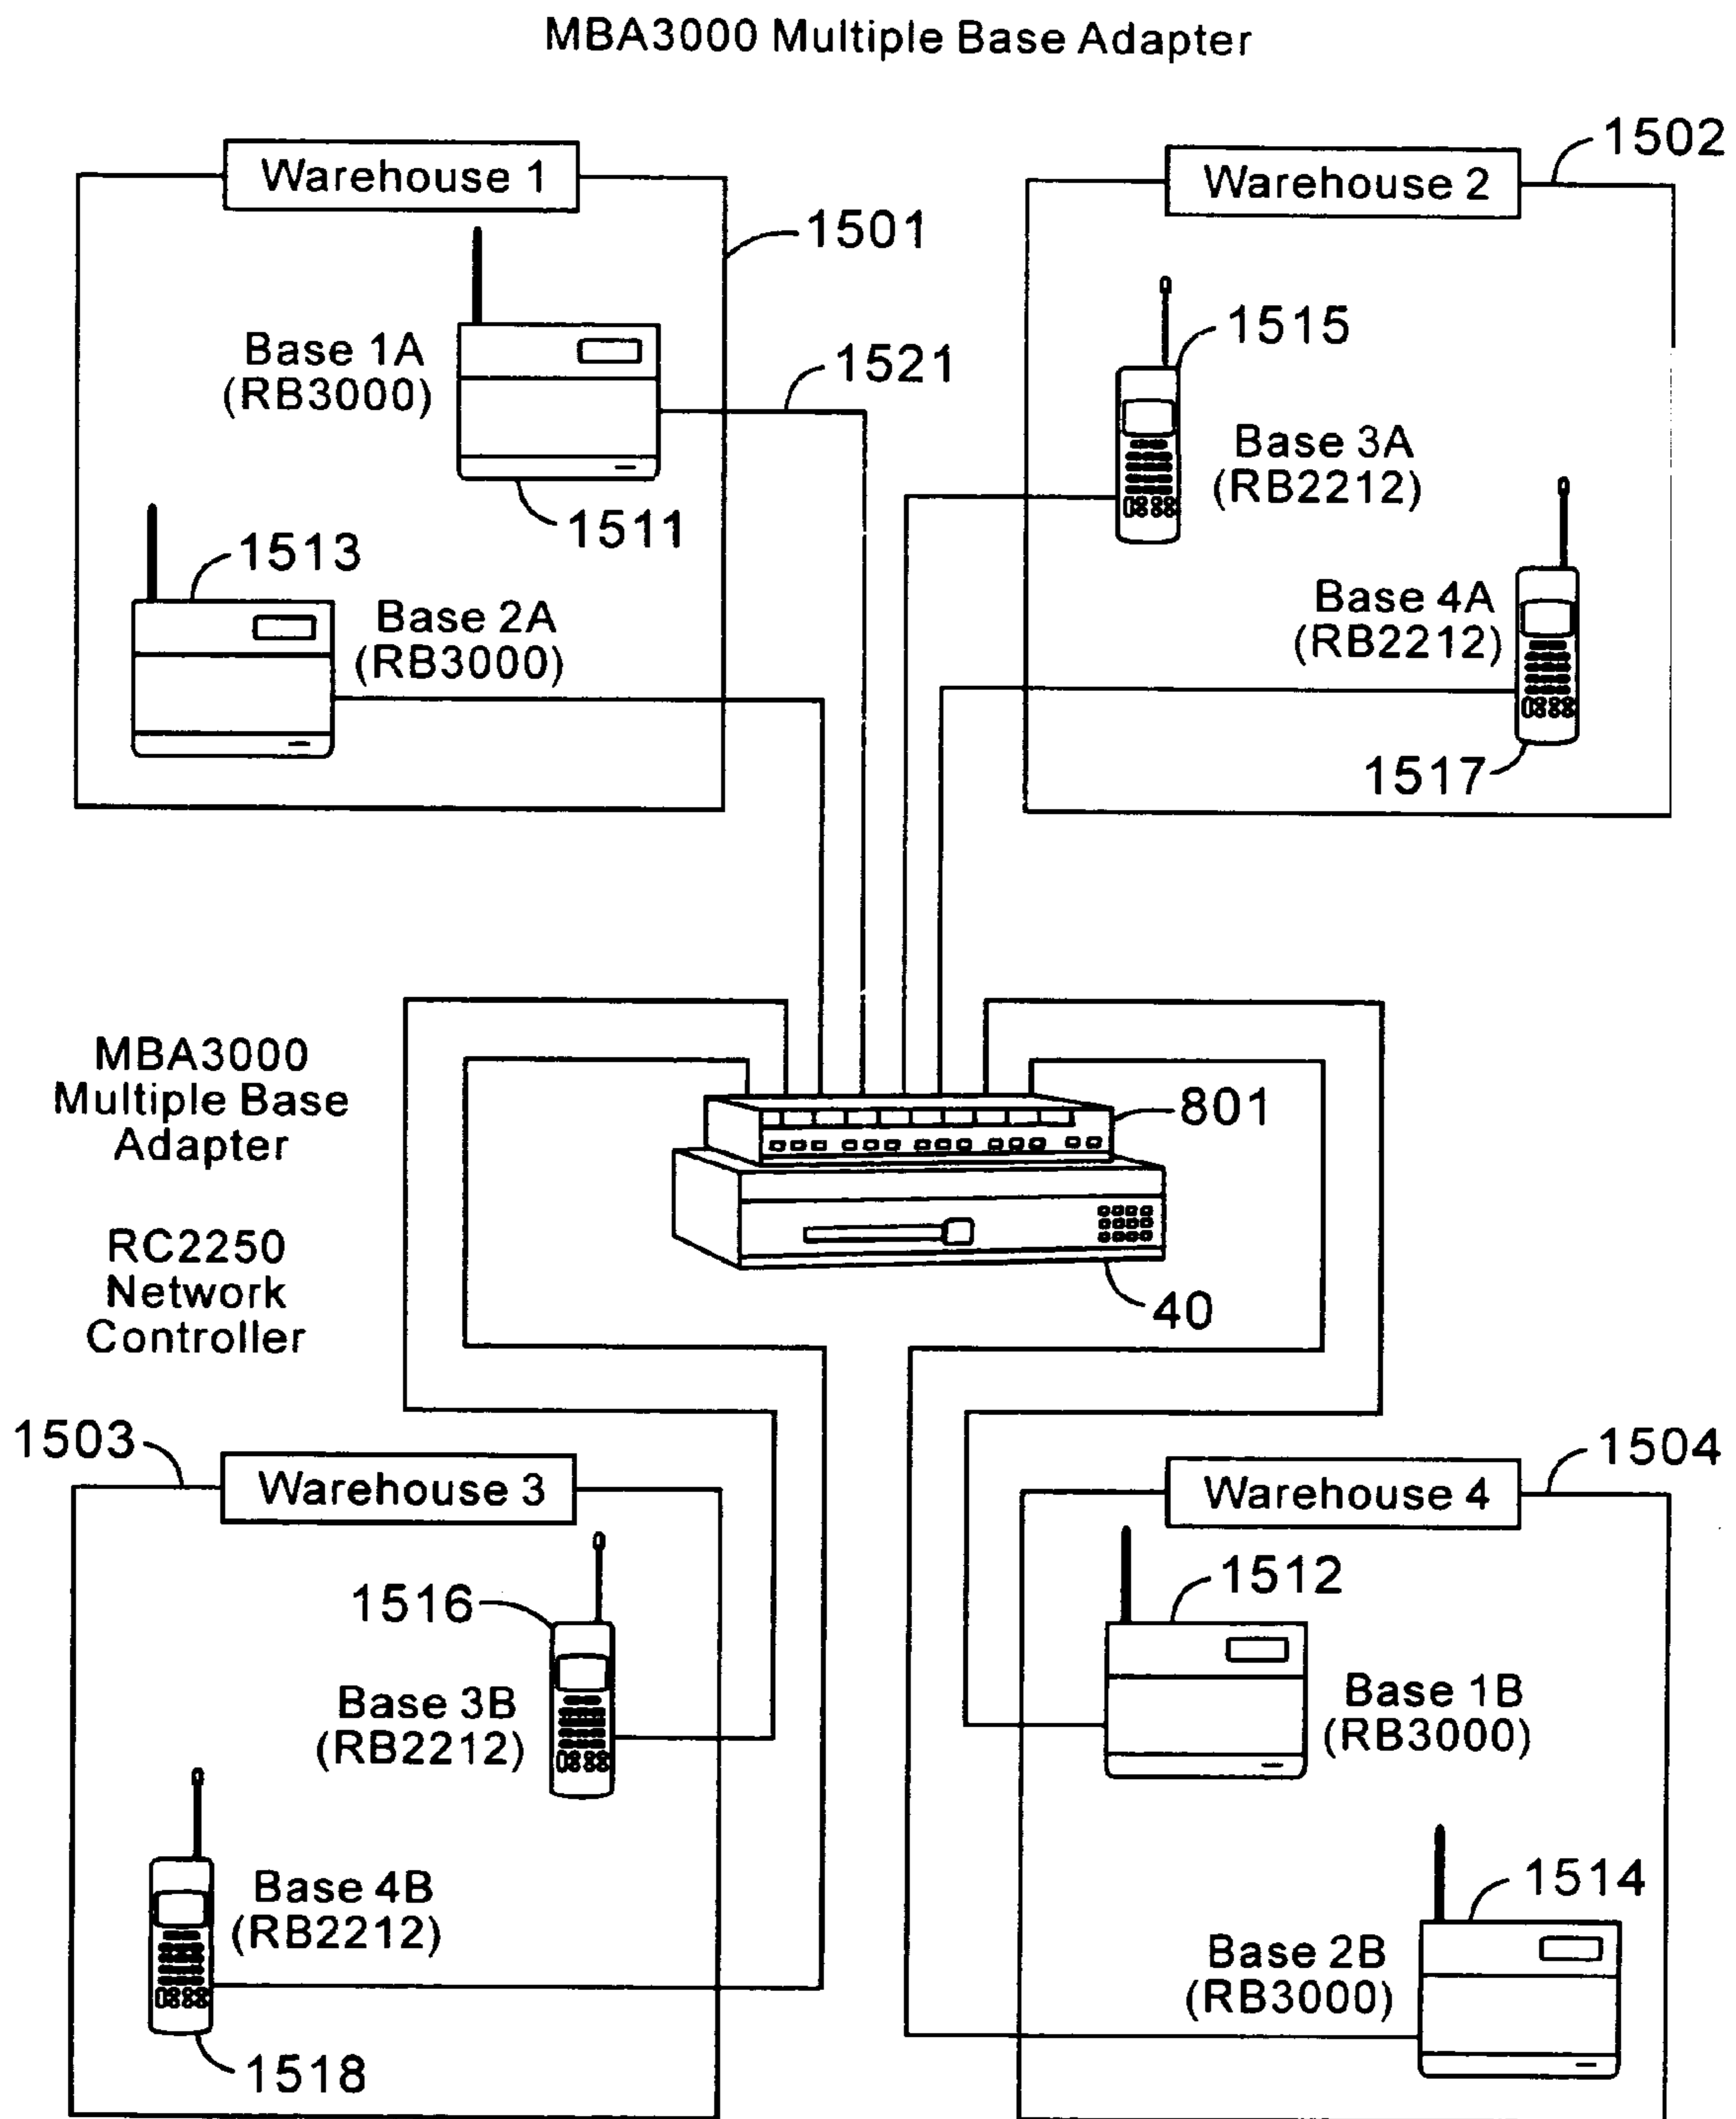 MBA3000 Multiple Base Adapter
Warehouse 1
1501
Base 1A
(RB3000)
1521
1511
1513
Base 2A
(RB3000)
Warehouse 2
1502
1515
Base 3A
(RB2212)
Base 4A
(RB2212)
1517
MBA3000
Multiple Base
Adapter
801
RC2250
Network
Controller
40
1503
Warehouse 3
1516
Base 3B
(RB2212)
Base 4B
(RB2212)
1518
Warehouse 4
1504
1512
Base 1B
(RB3000)
1514
Base 2B
(RB3000)